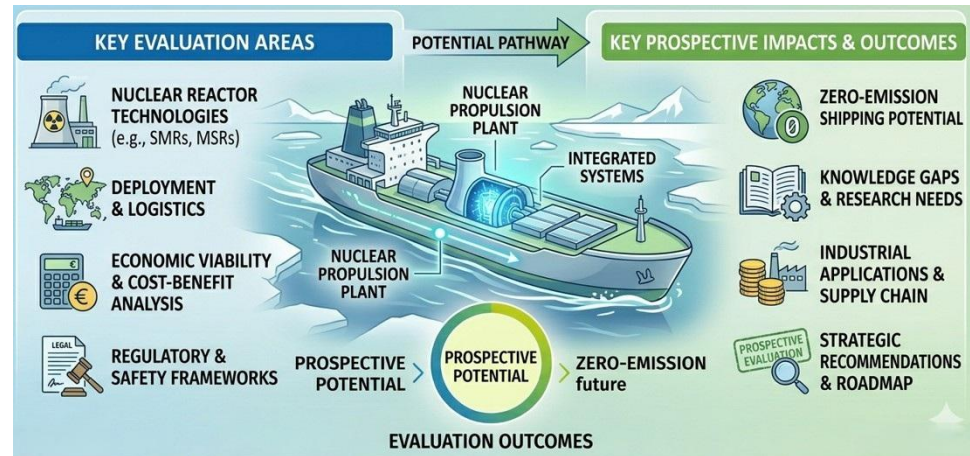 KEY EVALUATION AREAS
POTENTIAL PATHWAY
KEY PROSPECTIVE IMPACTS & OUTCOMES
NUCLEAR REACTOR
TECHNOLOGIES
(e.g., SMRs, MSRs)
DEPLOYMENT
& LOGISTICS
ECONOMIC VIABILITY
& COST-BENEFIT
ANALYSIS
€
€
LEGAL
REGULATORY &
SAFETY FRAMEWORKS
NUCLEAR
PROPULSION
PLANT
INTEGRATED
SYSTEMS
NUCLEAR
PROPULSION
PLANT
PROSPECTIVE
POTENTIAL
PROSPECTIVE
POTENTIAL
ZERO-EMISSION
future
EVALUATION OUTCOMES
0
ZERO-EMISSION
SHIPPING POTENTIAL
KNOWLEDGE GAPS
& RESEARCH NEEDS
INDUSTRIAL
APPLICATIONS &
SUPPLY CHAIN
PROSPECTIVE
EVALUATION
STRATEGIC
RECOMMENDATIONS
& ROADMAP